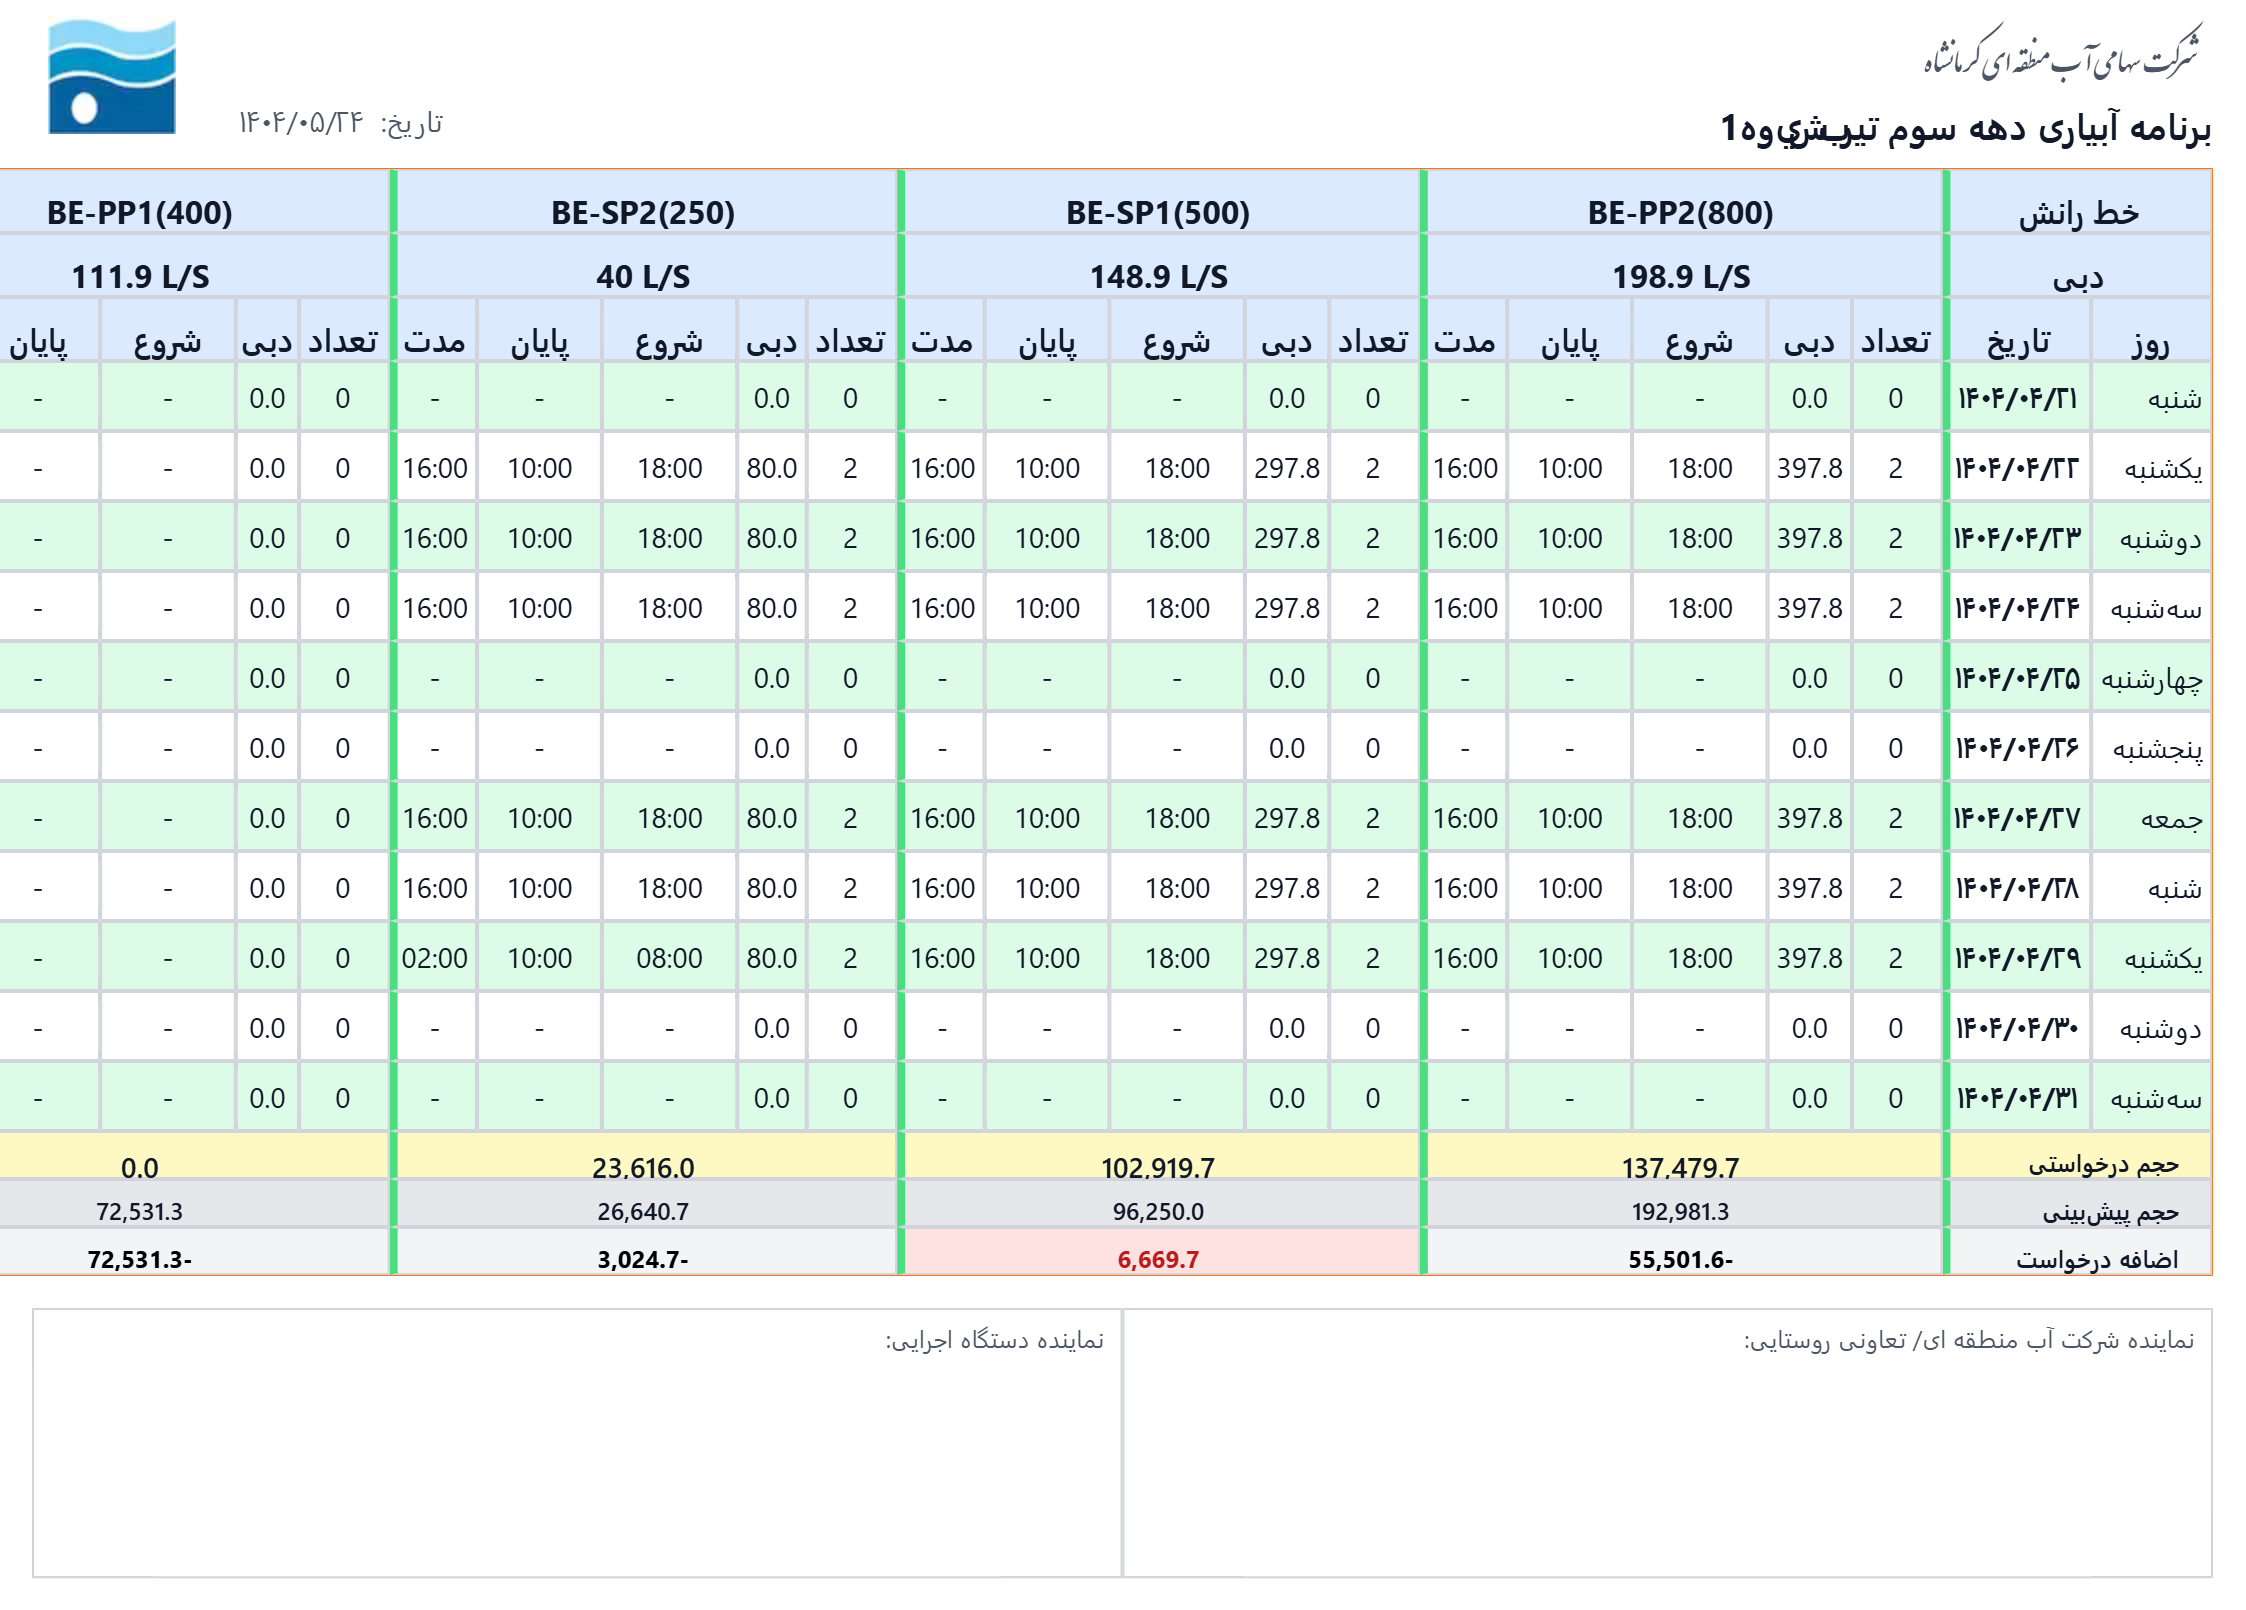 شرکت سهامی آب منطقه ای کرمانشاه
برنامه آبیاری دهه سوم تیر 1
تاریخ: ۱۴۰۴/۰۵/۲۴
خط رانش BE-PP2(800) BE-SP1(500) BE-SP2(250) BE-PP1(400)
دبی 198.9 L/S 148.9 L/S 40 L/S 111.9 L/S
روز تاریخ تعداد دبی شروع پایان مدت تعداد دبی شروع پایان مدت تعداد دبی شروع پایان مدت تعداد دبی شروع پایان
شنبه ۱۴۰۴/۰۴/۲۱ 0 0.0 - - - 0 0.0 - - - 0 0.0 - - - 0 0.0 - -
یکشنبه ۱۴۰۴/۰۴/۲۲ 2 397.8 18:00 10:00 16:00 2 297.8 18:00 10:00 16:00 2 80.0 18:00 10:00 16:00 0 0.0 - -
دوشنبه ۱۴۰۴/۰۴/۲۳ 2 397.8 18:00 10:00 16:00 2 297.8 18:00 10:00 16:00 2 80.0 18:00 10:00 16:00 0 0.0 - -
سه‌شنبه ۱۴۰۴/۰۴/۲۴ 2 397.8 18:00 10:00 16:00 2 297.8 18:00 10:00 16:00 2 80.0 18:00 10:00 16:00 0 0.0 - -
چهارشنبه ۱۴۰۴/۰۴/۲۵ 0 0.0 - - - 0 0.0 - - - 0 0.0 - - - 0 0.0 - -
پنجشنبه ۱۴۰۴/۰۴/۲۶ 0 0.0 - - - 0 0.0 - - - 0 0.0 - - - 0 0.0 - -
جمعه ۱۴۰۴/۰۴/۲۷ 2 397.8 18:00 10:00 16:00 2 297.8 18:00 10:00 16:00 2 80.0 18:00 10:00 16:00 0 0.0 - -
شنبه ۱۴۰۴/۰۴/۲۸ 2 397.8 18:00 10:00 16:00 2 297.8 18:00 10:00 16:00 2 80.0 18:00 10:00 16:00 0 0.0 - -
یکشنبه ۱۴۰۴/۰۴/۲۹ 2 397.8 18:00 10:00 16:00 2 297.8 18:00 10:00 16:00 2 80.0 08:00 10:00 02:00 0 0.0 - -
دوشنبه ۱۴۰۴/۰۴/۳۰ 0 0.0 - - - 0 0.0 - - - 0 0.0 - - - 0 0.0 - -
سه‌شنبه ۱۴۰۴/۰۴/۳۱ 0 0.0 - - - 0 0.0 - - - 0 0.0 - - - 0 0.0 - -
حجم درخواستی 137,479.7 102,919.7 23,616.0 0.0
حجم پیش‌بینی 192,981.3 96,250.0 26,640.7 72,531.3
اضافه درخواست 55,501.6- 6,669.7 3,024.7- 72,531.3-
نماینده شرکت آب منطقه ای/ تعاونی روستایی:
نماینده دستگاه اجرایی: